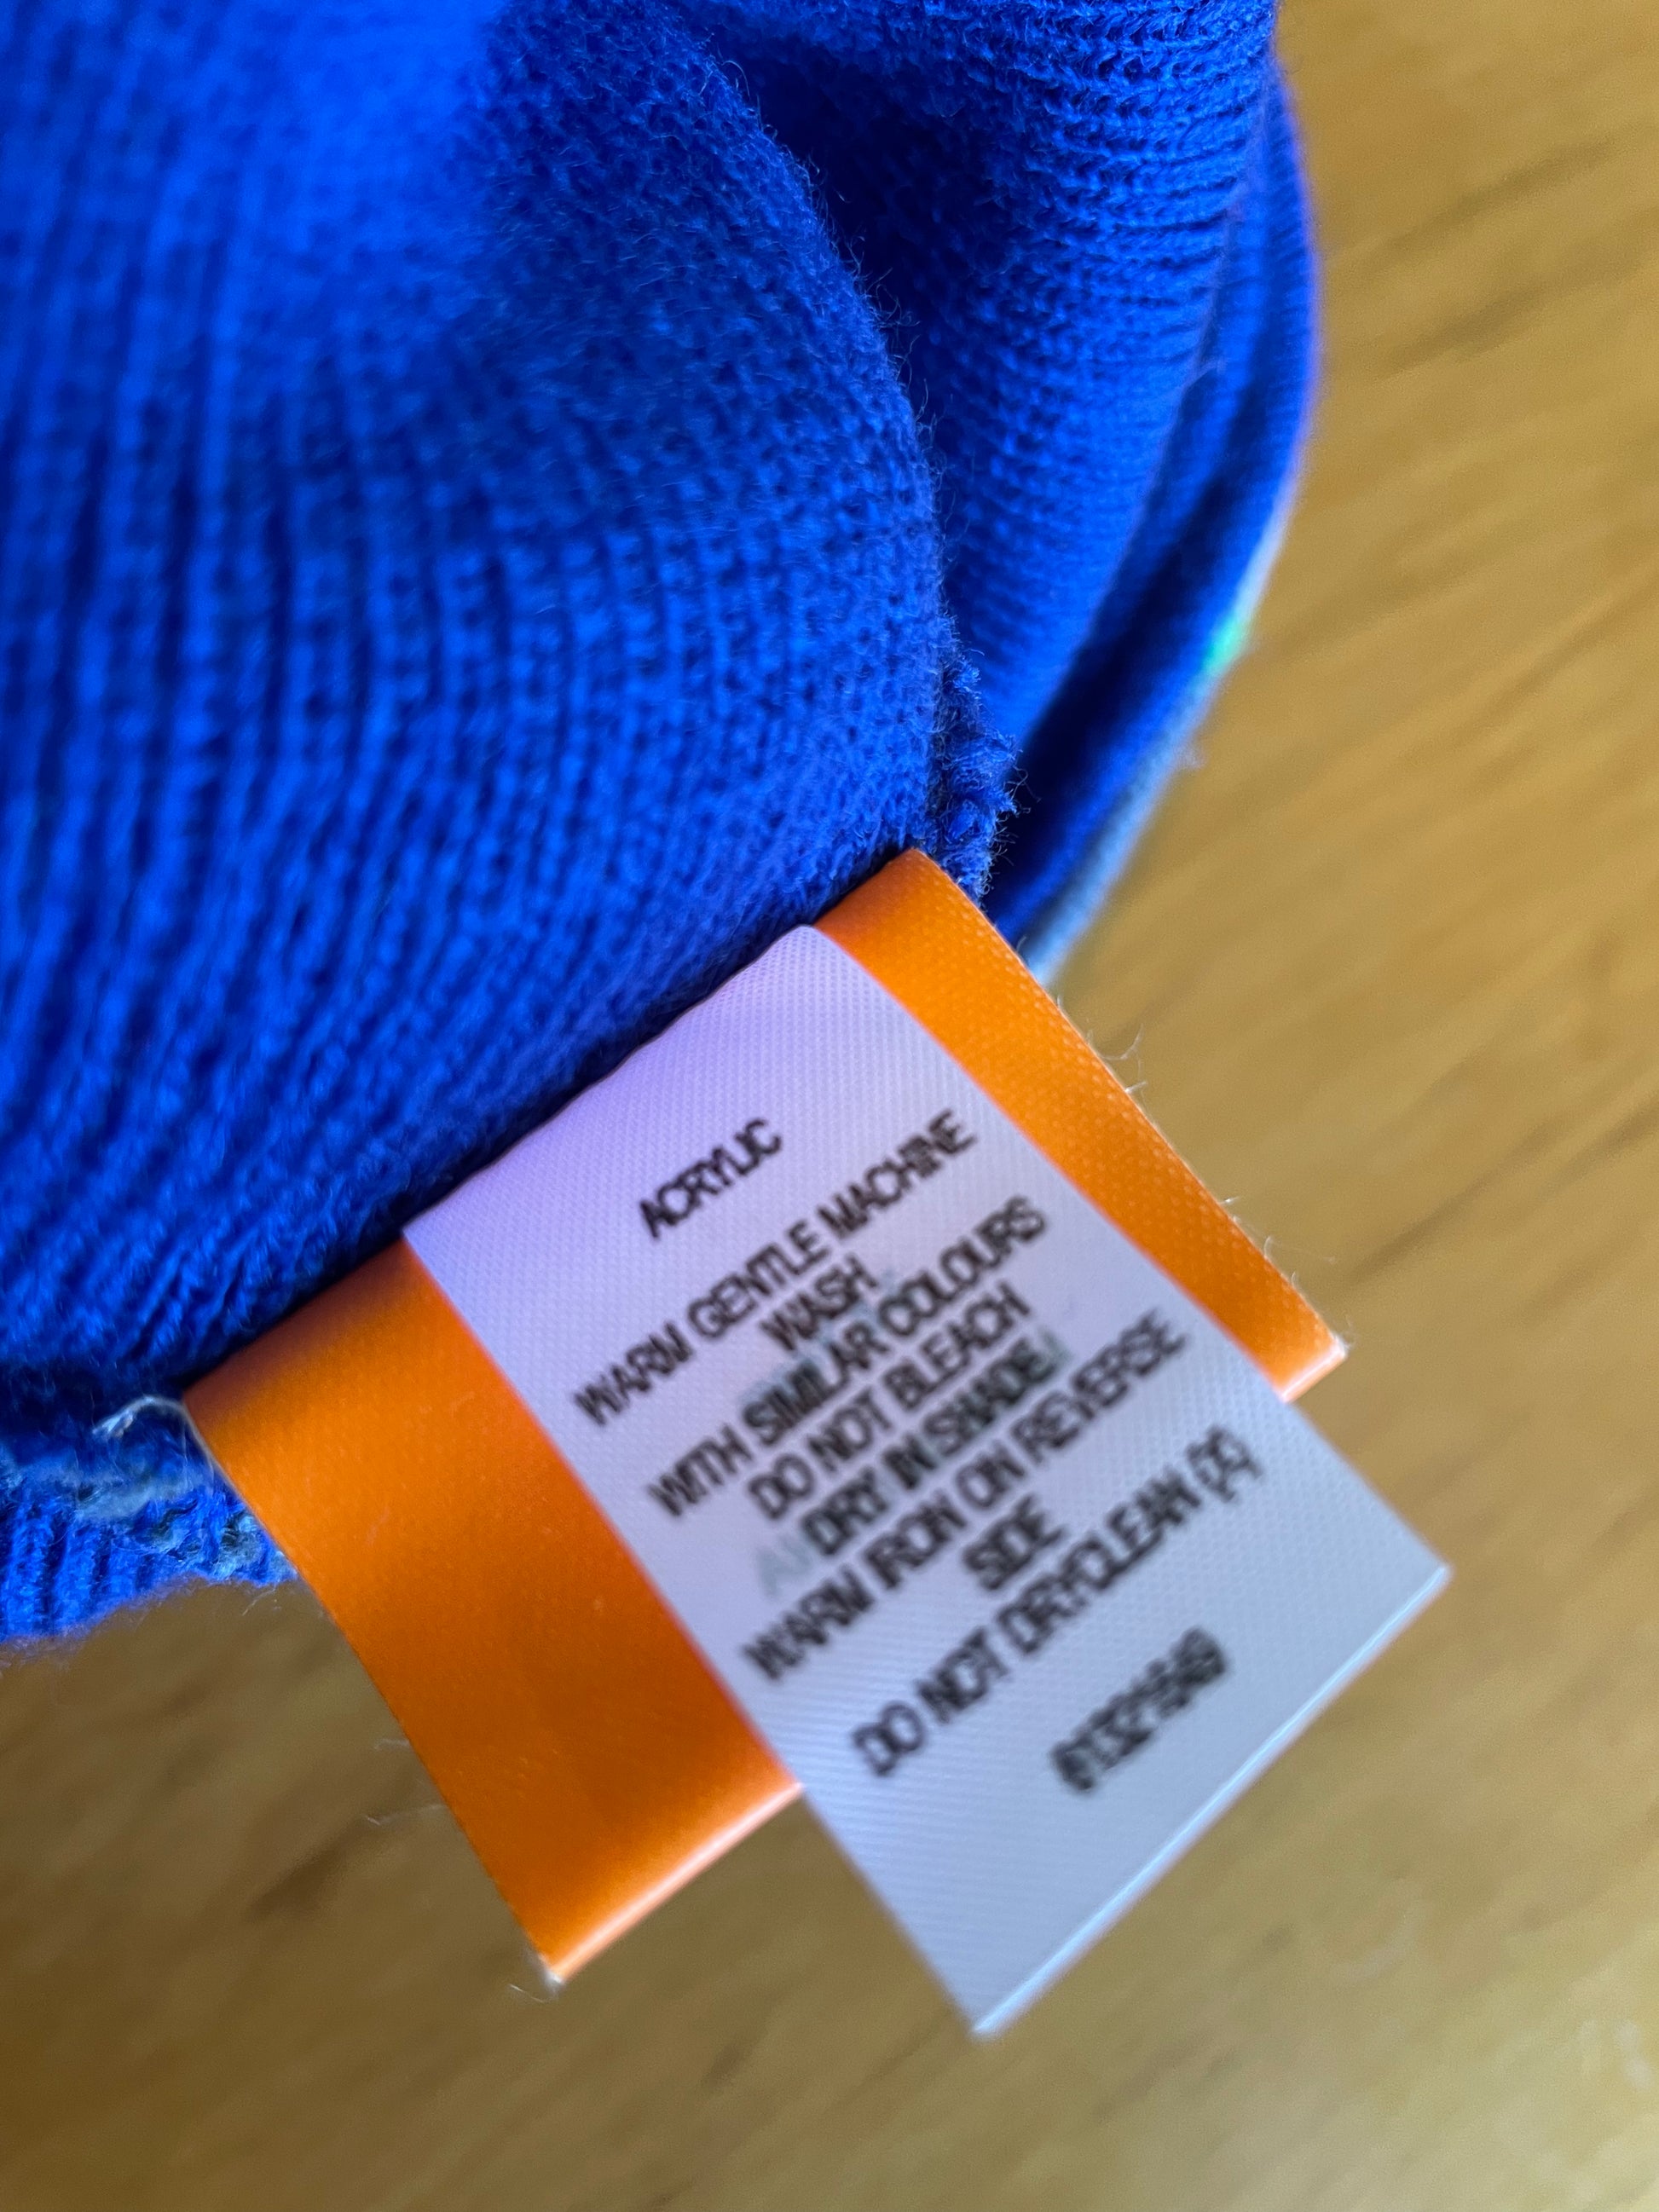 ACRYLIC
WARM GENTLE MACHINE
WASH
WITH SIMILAR COLOURS
DO NOT BLEACH
DRY IN SHADE
WARM IRON ON REVERSE
SIDE
DO NOT DRYCLEAN (X)